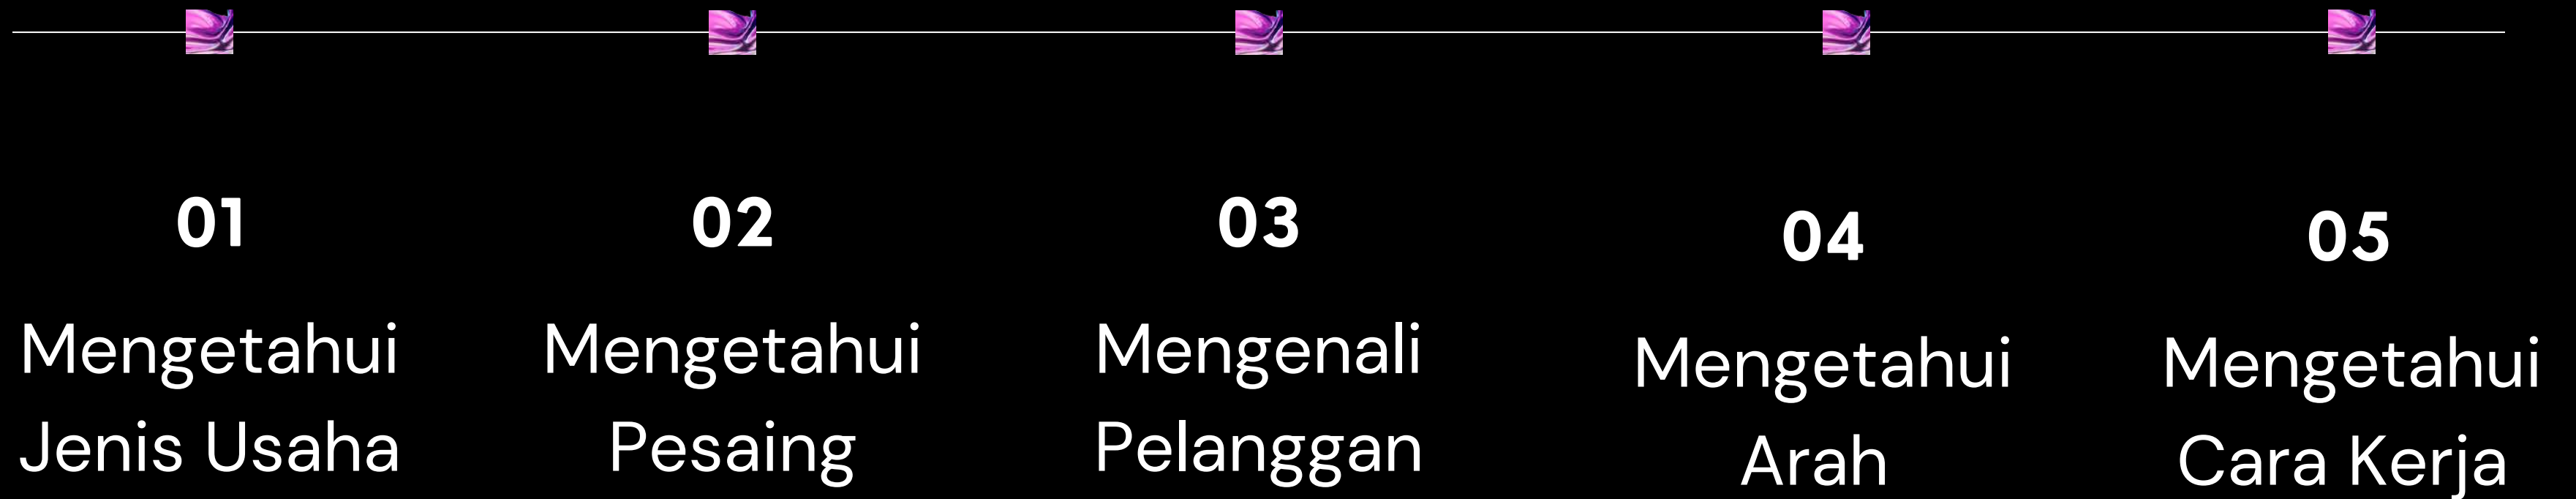 01
Mengetahui
Jenis Usaha
02
Mengetahui
Pesaing
03
Mengenali
Pelanggan
04
Mengetahui
Arah
05
Mengetahui
Cara Kerja